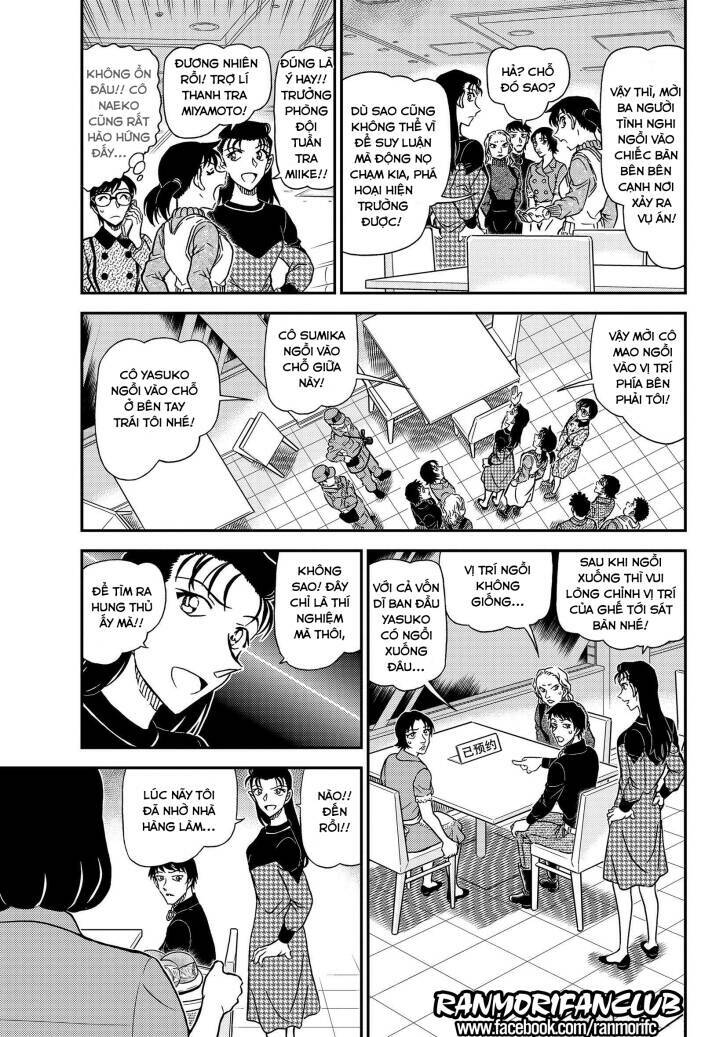 VẬY THÌ, MỜI
BA NGƯỜI
TÌNH NGHI
NGỒI VÀO
CHIẾC BÀN
BÊN BÊN
CẠNH NƠI
XẢY RA
VỤ ÁN!
HẢ? CHỖ
ĐÓ SAO?
DÙ SAO CŨNG
KHÔNG THỂ VÌ
ĐỂ SUY LUẬN
MÀ ĐỘNG NỌ
CHẠM KIA, PHÁ
HOẠI HIỆN
TRƯỜNG
ĐƯỢC!
ĐÚNG LÀ
Ý HAY!!
TRƯỞNG
PHÒNG
ĐỘI
TUẦN
TRA
MIIKE!!
ĐƯƠNG NHIÊN
RỒI! TRỢ LÍ
THANH TRA
MIYAMOTO!
KHÔNG ỔN
ĐÂU!! CÔ
NAEKO
CŨNG RẤT
HÀO HỨNG
ĐẤY...
VẬY MỜI CÔ
MAO NGỒI
VÀO VỊ TRÍ
PHÍA BÊN
PHẢI TÔI!
CÔ SUMIKA
NGỒI VÀO
CHỖ GIỮA
NÀY!
CÔ YASUKO
NGỒI VÀO CHỖ
Ở BÊN TAY
TRÁI TÔI NHÉ!
SAU KHI NGỒI
XUỐNG THÌ VUI
LÒNG CHỈNH VỊ TRÍ
CỦA GHẾ TỚI SÁT
BÀN NHÉ!
VỊ TRÍ NGỒI
KHÔNG
GIỐNG...
VỚI CẢ VỐN
DĨ BAN ĐẦU
YASUKO
CÓ NGỒI
XUỐNG
ĐÂU...
已预约
KHÔNG
SAO! ĐÂY
CHỈ LÀ THÍ
NGHIỆM
MÀ THÔI,
ĐỂ TÌM RA
HUNG THỦ
ẤY MÀ!!
NÀO!!
ĐẾN
RỒI!!
LÚC NÃY TÔI
ĐÃ NHỜ NHÀ
HÀNG LÀM...
RANMORIFANCLUB
www.facebook.com/ranmorifc